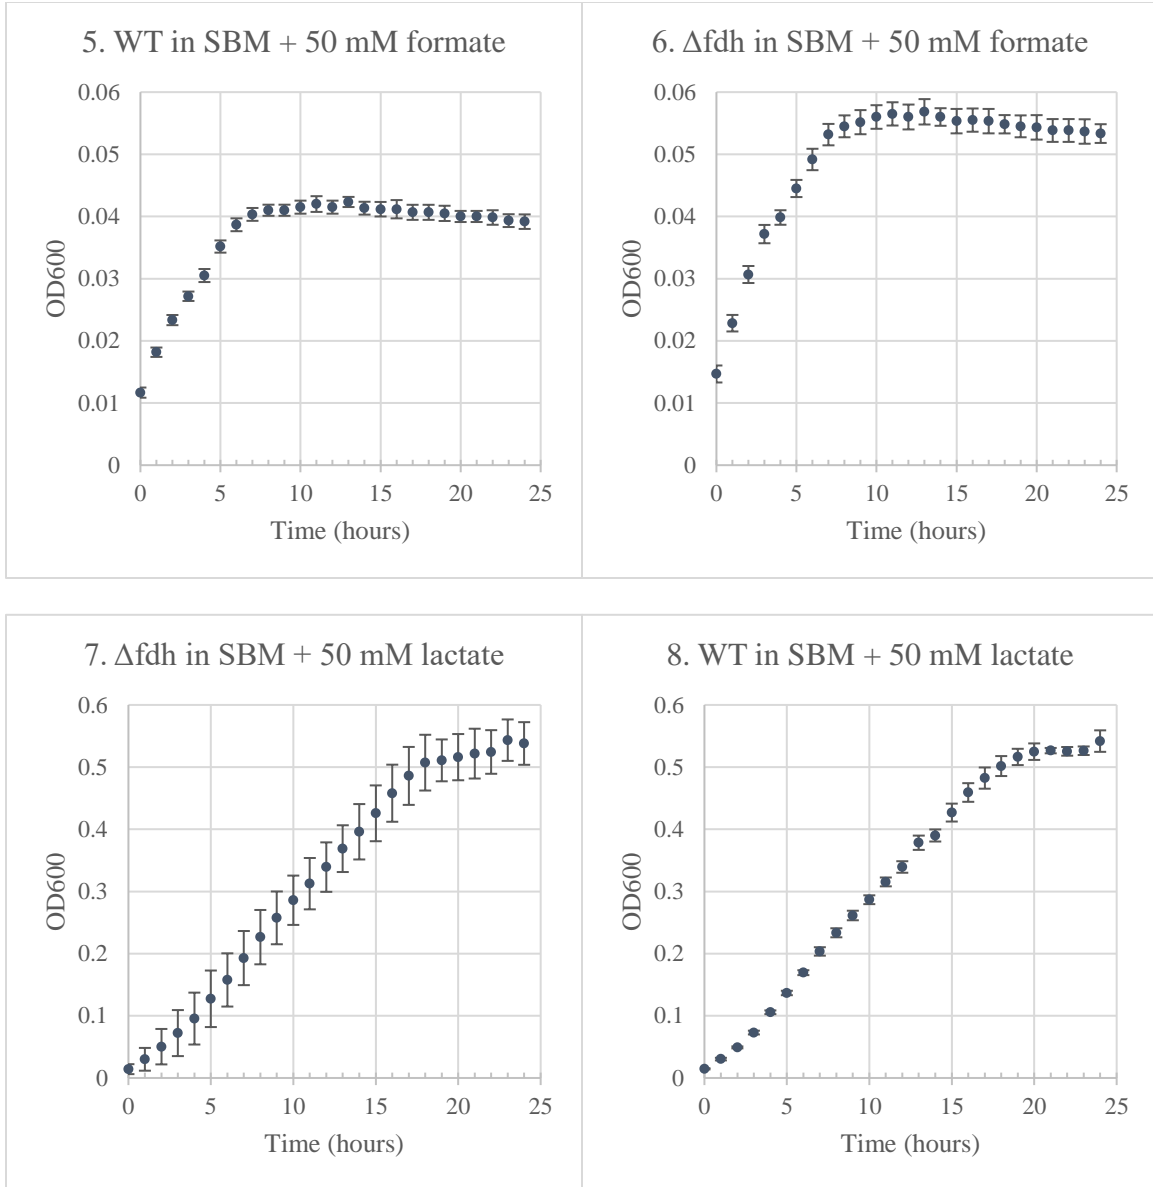 5. WT in SBM + 50 mM formate
0.06
0.05
0.04
0.03
0.02
0.01
0
OD600
0 5 10 15 20 25
Time (hours)
6. Δfdh in SBM + 50 mM formate
0.06
0.05
0.04
0.03
0.02
0.01
0
OD600
0 5 10 15 20 25
Time (hours)
7. Δfdh in SBM + 50 mM lactate
0.6
0.5
0.4
0.3
0.2
0.1
0
OD600
0 5 10 15 20 25
Time (hours)
8. WT in SBM + 50 mM lactate
0.6
0.5
0.4
0.3
0.2
0.1
0
OD600
0 5 10 15 20 25
Time (hours)